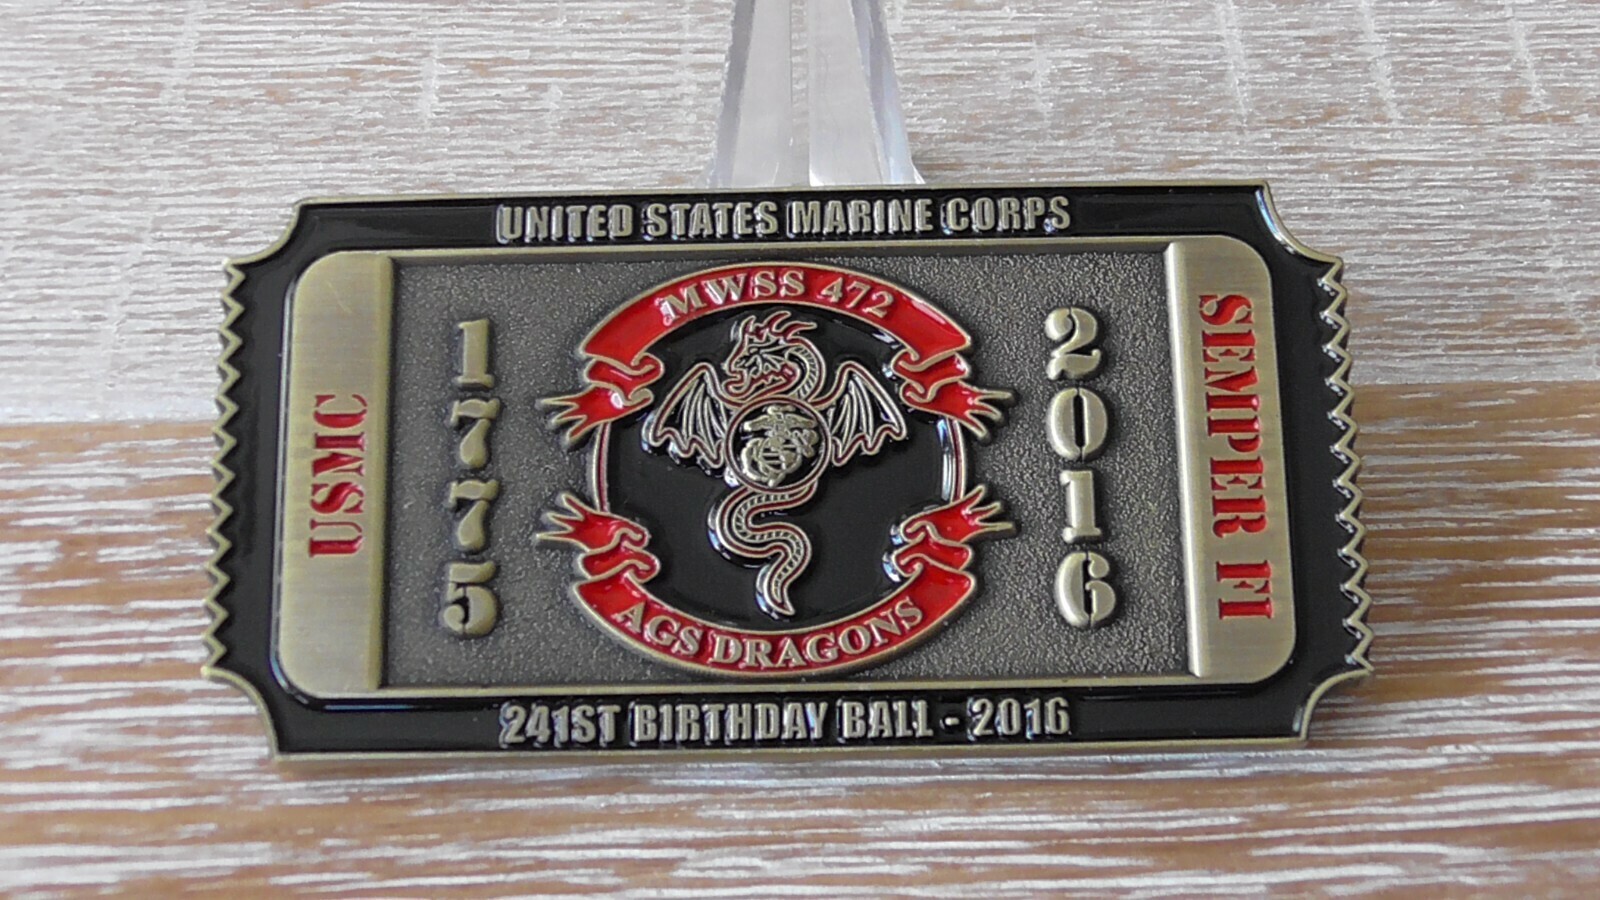 UNITED STATES MARINE CORPS
USMC
1775
MWSS 472
AGS DRAGONS
2016
SEMPER FI
241ST BIRTHDAY BALL - 2016